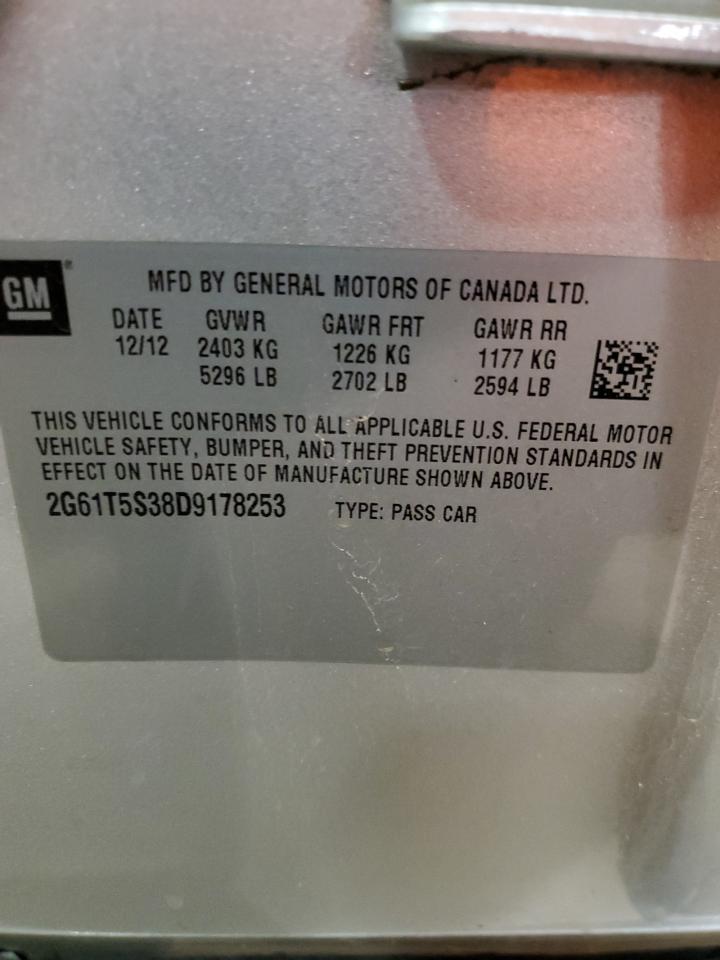 GM®
MFD BY GENERAL MOTORS OF CANADA LTD.
DATE GVWR GAWR FRT GAWR RR
12/12 2403 KG 1226 KG 1177 KG
5296 LB 2702 LB 2594 LB
THIS VEHICLE CONFORMS TO ALL APPLICABLE U.S. FEDERAL MOTOR
VEHICLE SAFETY, BUMPER, AND THEFT PREVENTION STANDARDS IN
EFFECT ON THE DATE OF MANUFACTURE SHOWN ABOVE.
2G61T5S38D9178253 TYPE: PASS CAR